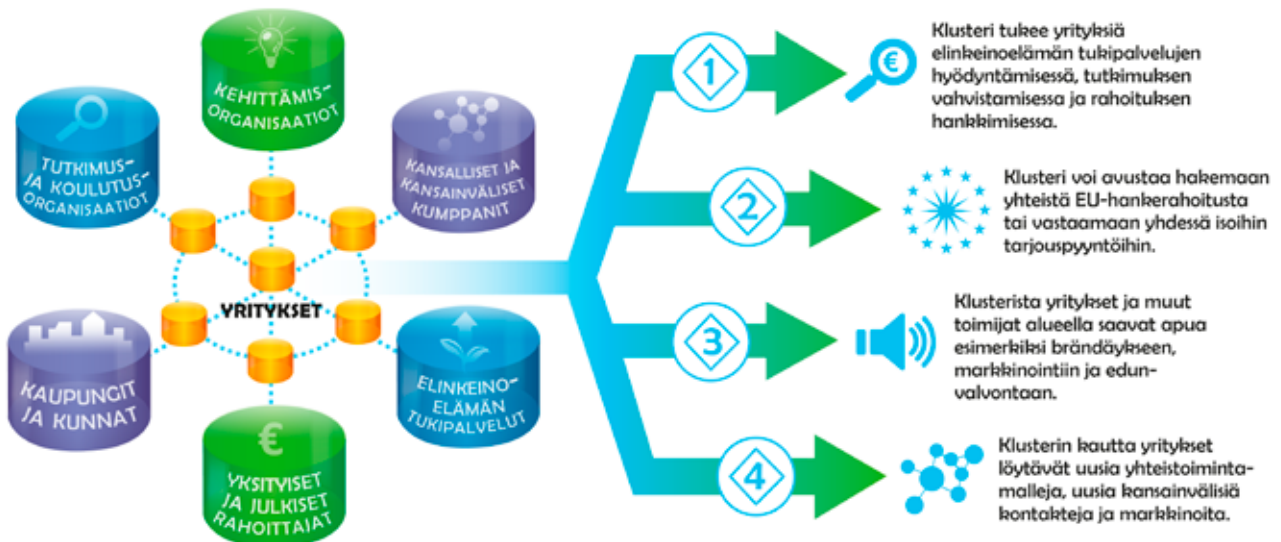 KEHITTÄMIS-
ORGANISAATIOT
TUTKIMUS-
JA KOULUTUS-
ORGANISAATIOT
KANSALLISET JA
KANSAINVÄLISET
KUMPPANIT
YRITYKSET
KAUPUNGIT
JA KUNNAT
ELINKEINO-
ELÄMÄN
TUKIPALVELUT
€
YKSITYISET
JA JULKISET
RAHOITTAJAT
1
€
Klusteri tukee yrityksiä
elinkeinoelämän tukipalvelujen
hyödyntämisessä, tutkimuksen
vahvistamisessa ja rahoituksen
hankkimisessa.
2
Klusteri voi avustaa hakemaan
yhteistä EU-hankerahoitusta
tai vastaamaan yhdessä isoihin
tarjouspyyntöihin.
3
Klusterista yritykset ja muut
toimijat alueella saavat apua
esimerkiksi brändäykseen,
markkinointiin ja edun-
valvontaan.
4
Klusterin kautta yritykset
löytävät uusia yhteistoiminta-
malleja, uusia kansainvälisiä
kontakteja ja markkinoita.